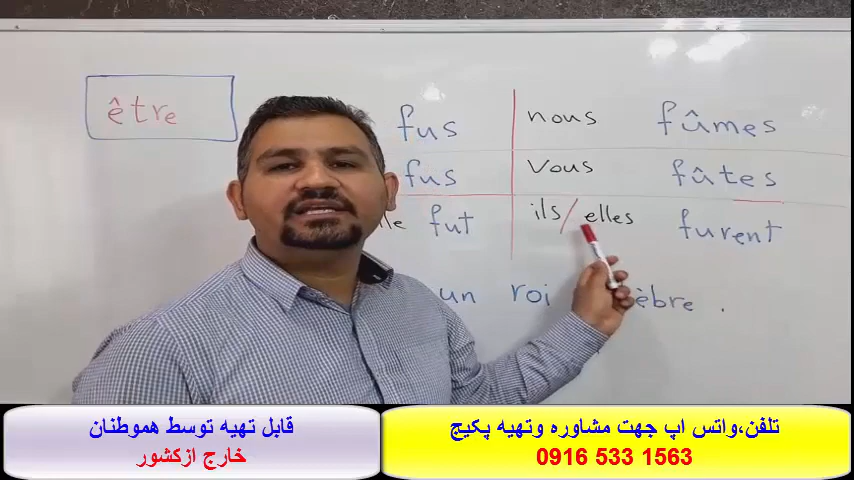 être
fus nous fûmes
fus vous fûtes
fut ils/elles furent
un roi
قابل تهیه توسط هموطنان
خارج ازکشور
تلفن،واتس اپ جهت مشاوره وتهیه پکیج
0916 533 1563